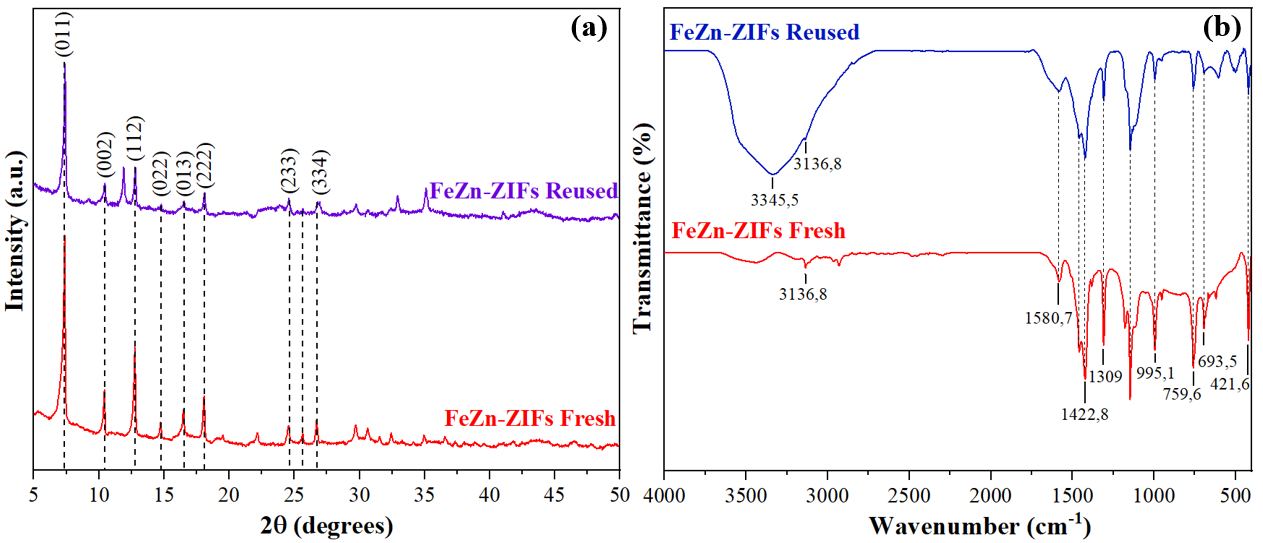 (a)
(011)
(002)
(112)
(022)
(013)
(222)
(233)
(334)
FeZn-ZIFs Reused
FeZn-ZIFs Fresh
Intensity (a.u.)
5 10 15 20 25 30 35 40 45 50
2θ (degrees)
(b)
FeZn-ZIFs Reused
3136,8
3345,5
FeZn-ZIFs Fresh
3136,8
1580,7
1309
1422,8
995,1
759,6
693,5
421,6
Transmittance (%)
4000 3500 3000 2500 2000 1500 1000 500
Wavenumber (cm⁻¹)